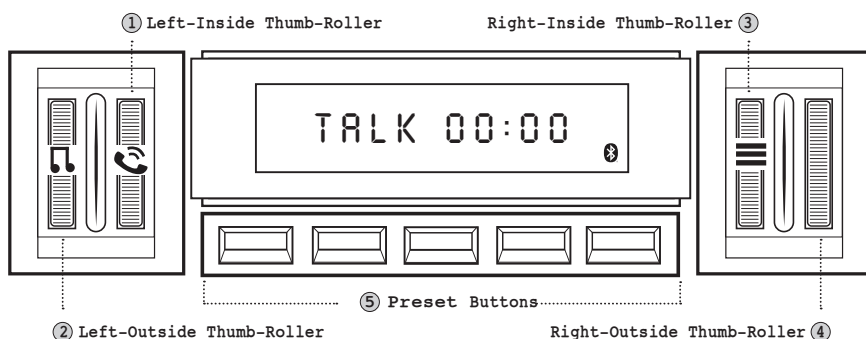 1 Left-Inside Thumb-Roller
Right-Inside Thumb-Roller 3
TALK 00:00
5 Preset Buttons
2 Left-Outside Thumb-Roller
Right-Outside Thumb-Roller 4